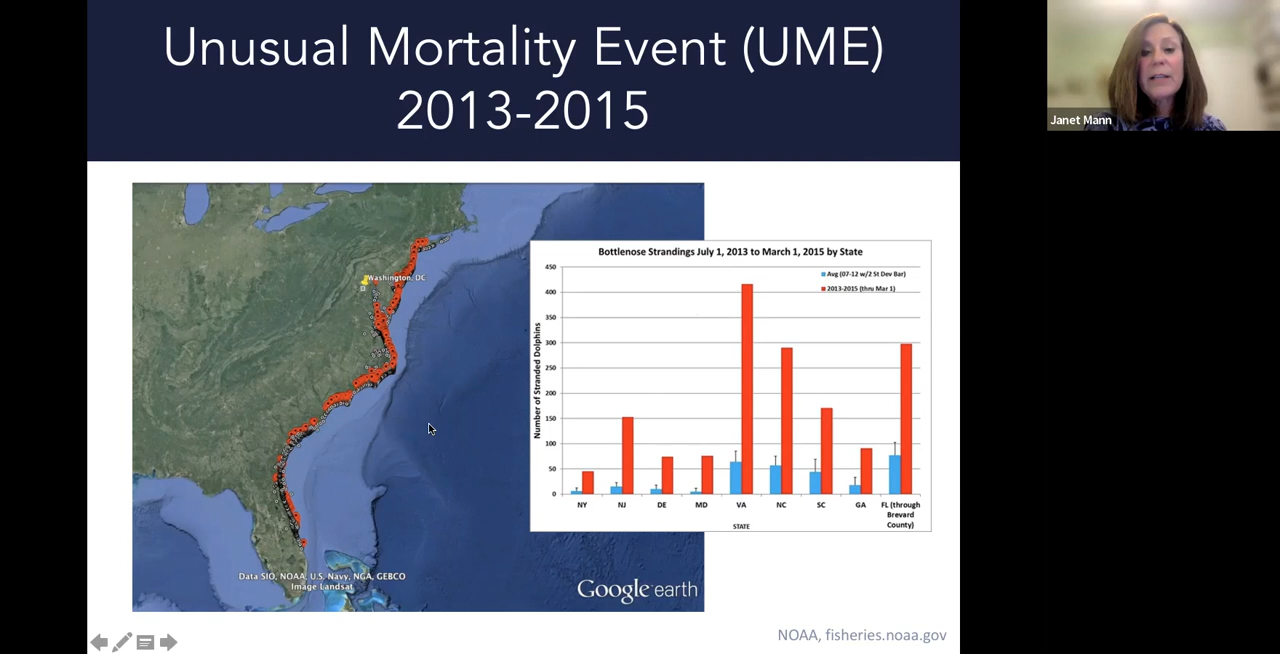 Unusual Mortality Event (UME)
2013-2015
Janet Mann
Washington, DC
Data SIO, NOAA, U.S. Navy, NGA, GEBCO
Image Landsat
Google earth
Bottlenose Strandings July 1, 2013 to March 1, 2015 by State
Avg (07-12 w/2 St Dev Bar)
2013-2015 (thru Mar 1)
Number of Stranded Dolphins
450
400
350
300
250
200
150
100
50
0
NY NJ DE MD VA NC SC GA FL (through
Brevard
County)
STATE
NOAA, fisheries.noaa.gov